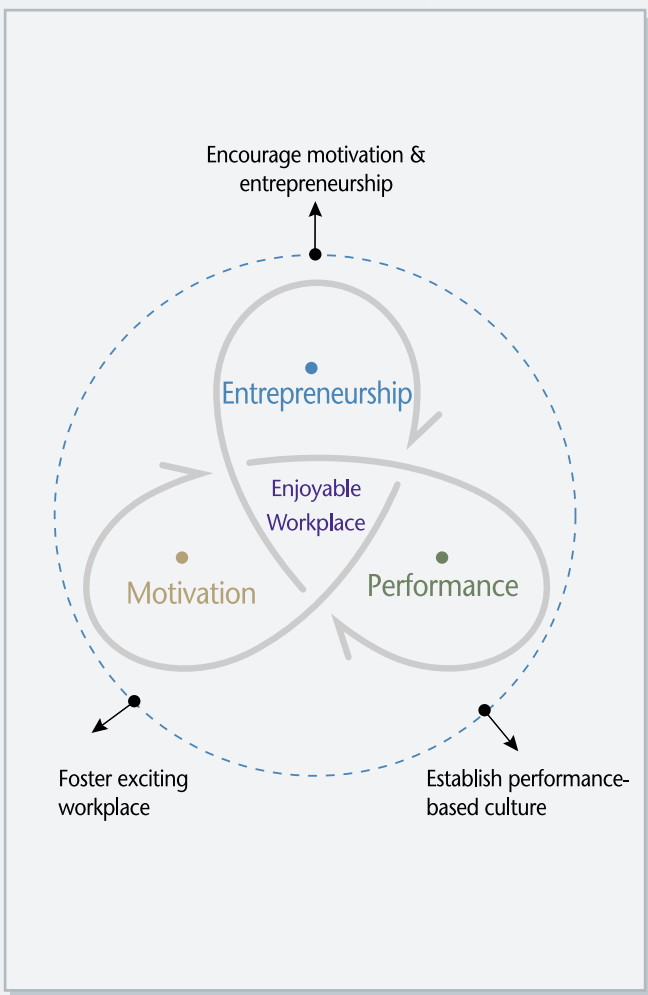 Encourage motivation &
entrepreneurship
Entrepreneurship
Enjoyable
Workplace
Motivation
Performance
Foster exciting
workplace
Establish performance-
based culture